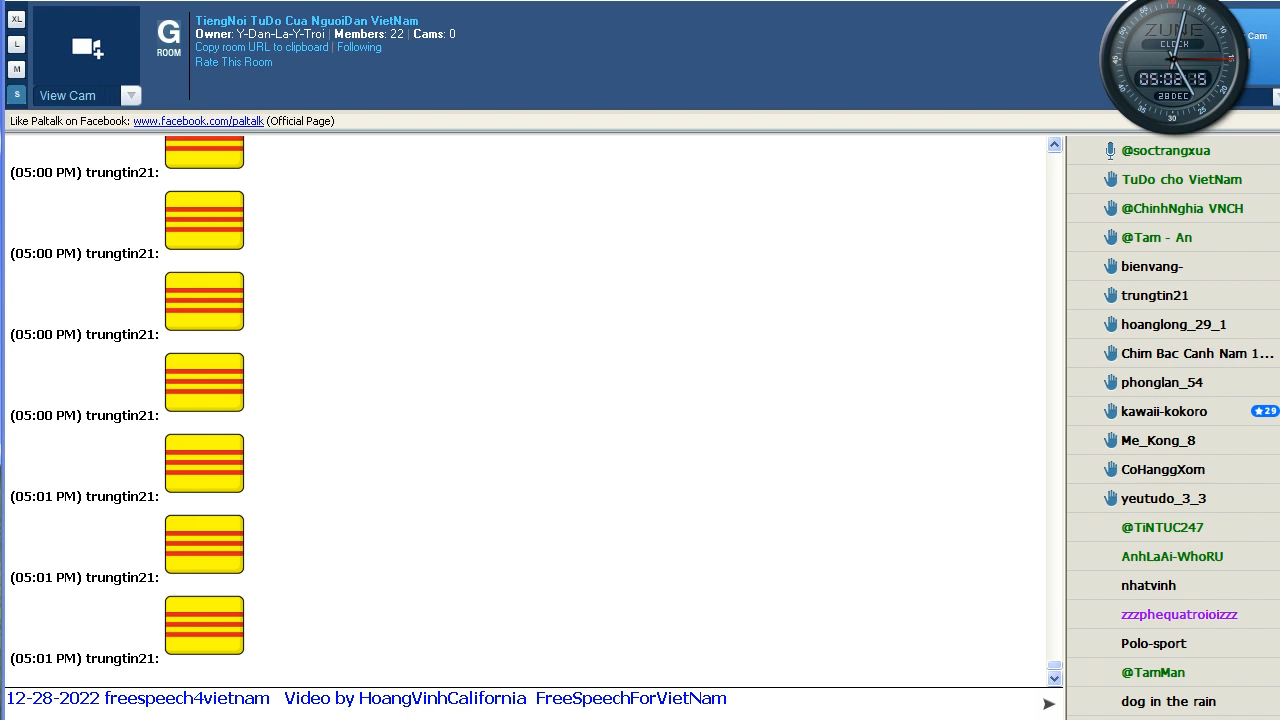 XL
L
M
S
View Cam
G
ROOM
TiengNoi TuDo Cua NguoiDan VietNam
Owner: Y-Dan-La-Y-Troi | Members: 22 | Cams: 0
Copy room URL to clipboard | Following
Rate This Room
ZUNE
CLOCK
05:02:15
28DEC
Cam
Like Paltalk on Facebook: www.facebook.com/paltalk (Official Page)
(05:00 PM) trungtin21:
(05:00 PM) trungtin21:
(05:00 PM) trungtin21:
(05:00 PM) trungtin21:
(05:01 PM) trungtin21:
(05:01 PM) trungtin21:
(05:01 PM) trungtin21:
@soctrangxua
TuDo cho VietNam
@ChinhNghia VNCH
@Tam - An
bienvang-
trungtin21
hoanglong_29_1
Chim Bac Canh Nam 1...
phonglan_54
kawaii-kokoro
29
Me_Kong_8
CoHanggXom
yeutudo_3_3
@TiNTUC247
AnhLaAi-WhoRU
nhatvinh
zzzphequatroioizzz
Polo-sport
@TamMan
dog in the rain
12-28-2022 freespeech4vietnam Video by HoangVinhCalifornia FreeSpeechForVietNam